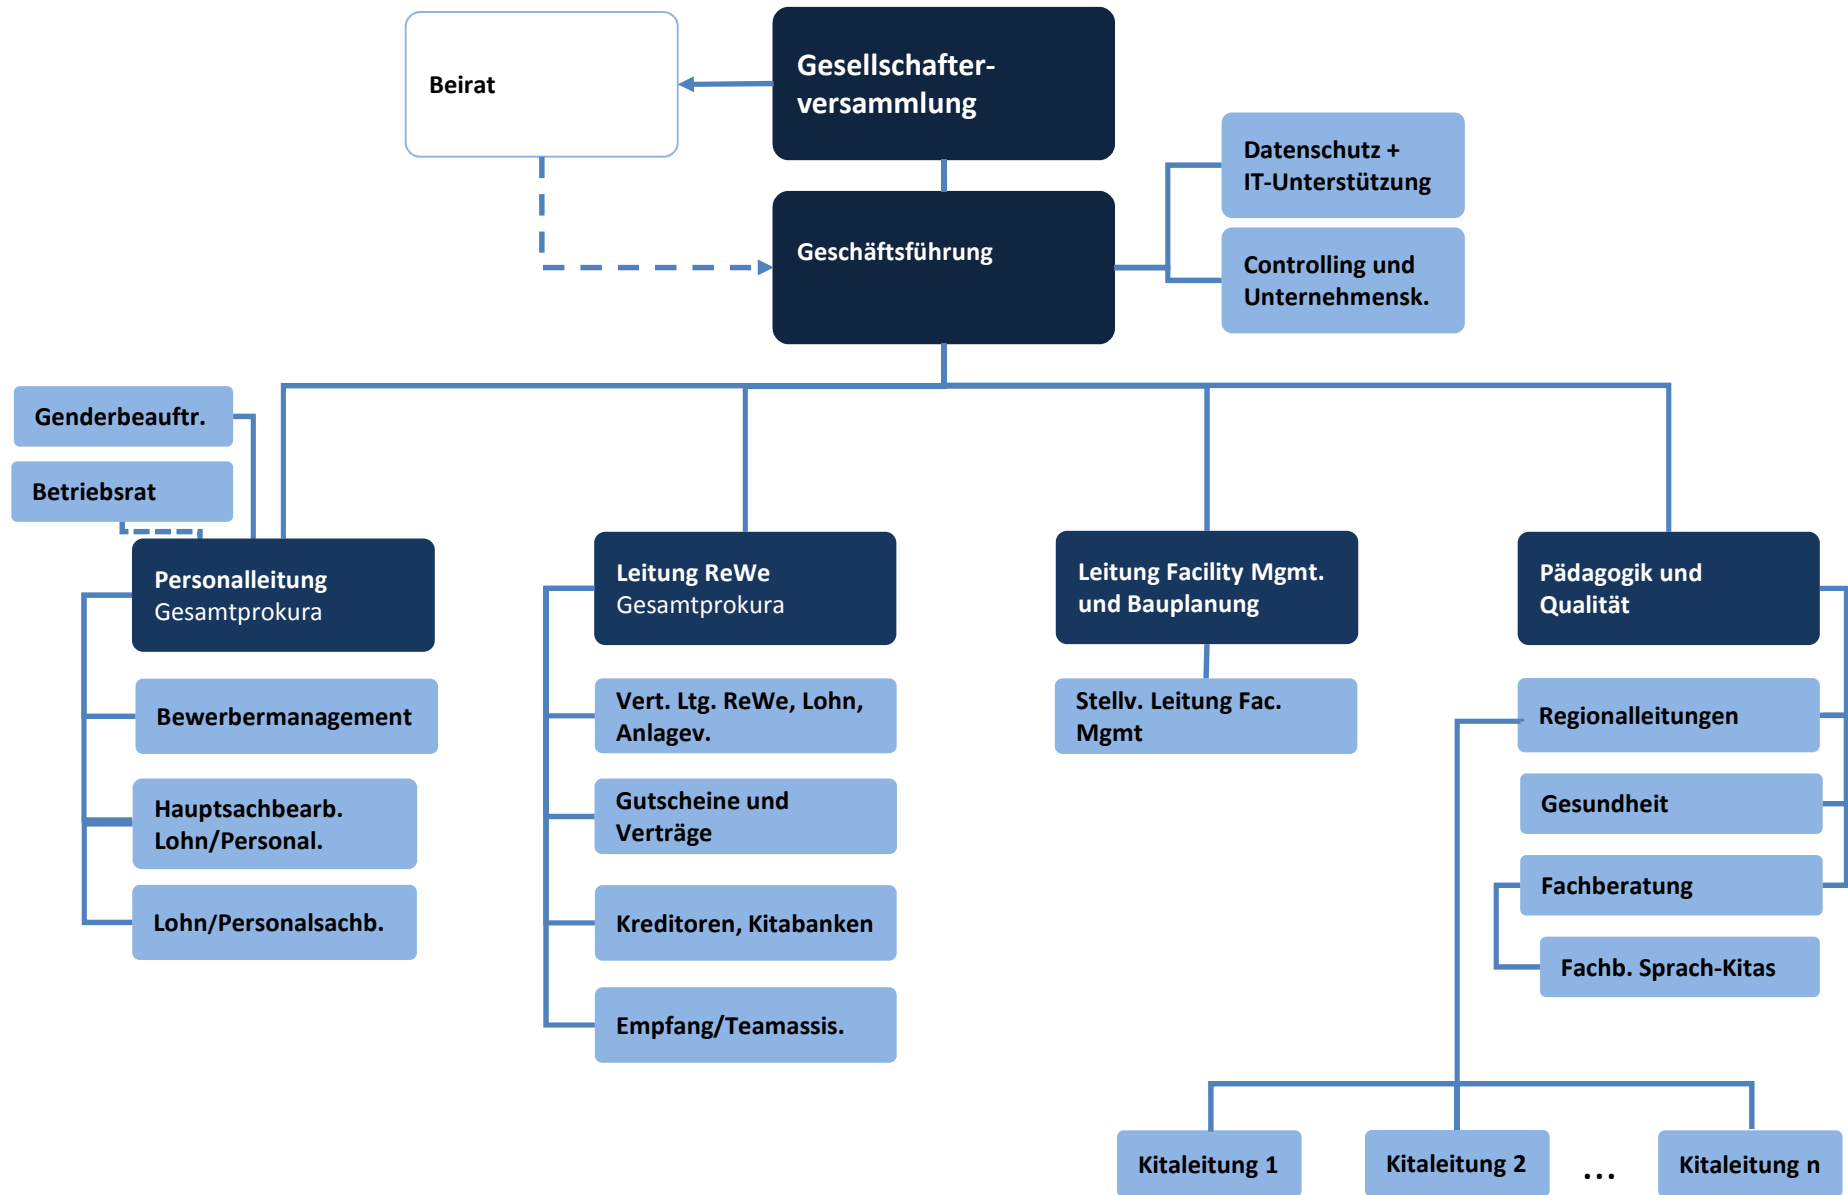 Beirat
Gesellschafter-
versammlung
Datenschutz +
IT-Unterstützung
Geschäftsführung
Controlling und
Unternehmensk.
Genderbeauftr.
Betriebsrat
Personalleitung
Gesamtprokura
Leitung ReWe
Gesamtprokura
Leitung Facility Mgmt.
und Bauplanung
Pädagogik und
Qualität
Bewerbermanagement
Vert. Ltg. ReWe, Lohn,
Anlagev.
Stellv. Leitung Fac.
Mgmt
Regionalleitungen
Hauptsachbearb.
Lohn/Personal.
Gutscheine und
Verträge
Gesundheit
Fachberatung
Lohn/Personalsachb.
Kreditoren, Kitabanken
Fachb. Sprach-Kitas
Empfang/Teamassis.
Kitaleitung 1
Kitaleitung 2
...
Kitaleitung n